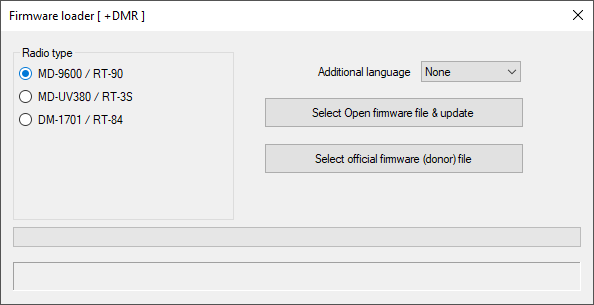 Firmware loader [ +DMR ]
Radio type
MD-9600 / RT-90
MD-UV380 / RT-3S
DM-1701 / RT-84
Additional language None
Select Open firmware file & update
Select official firmware (donor) file